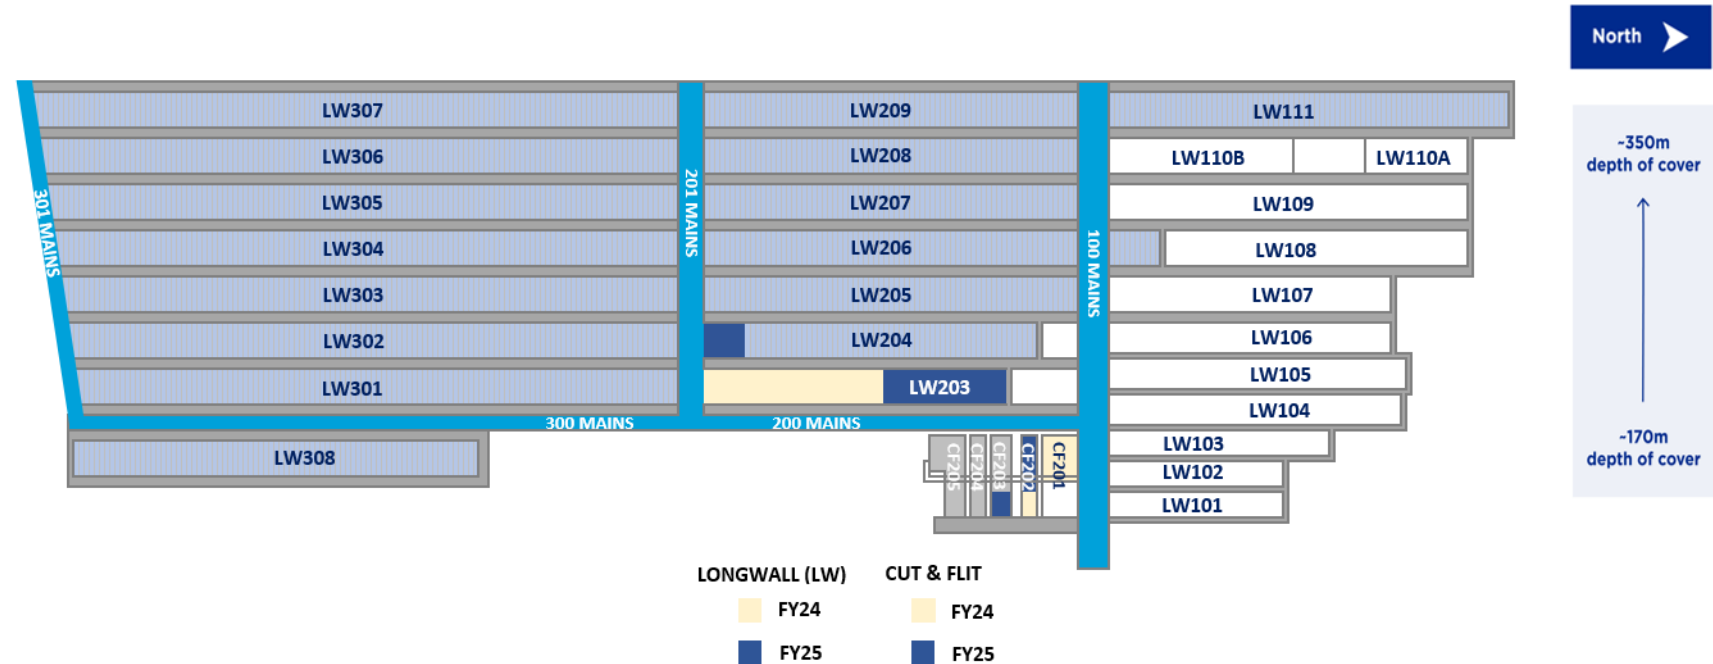 North
LW307 LW209 LW111
LW306 LW208 LW110B LW110A
LW305 LW207 LW109
LW304 LW206 LW108
LW303 LW205 LW107
LW302 LW204 LW106
LW301 LW203 LW105
LW104
301 MAINS
201 MAINS
100 MAINS
300 MAINS 200 MAINS
LW308
CF205
CF204
CF203
CF202
CF201
LW103
LW102
LW101
~350m
depth of cover
~170m
depth of cover
LONGWALL (LW) CUT & FLIT
FY24 FY24
FY25 FY25